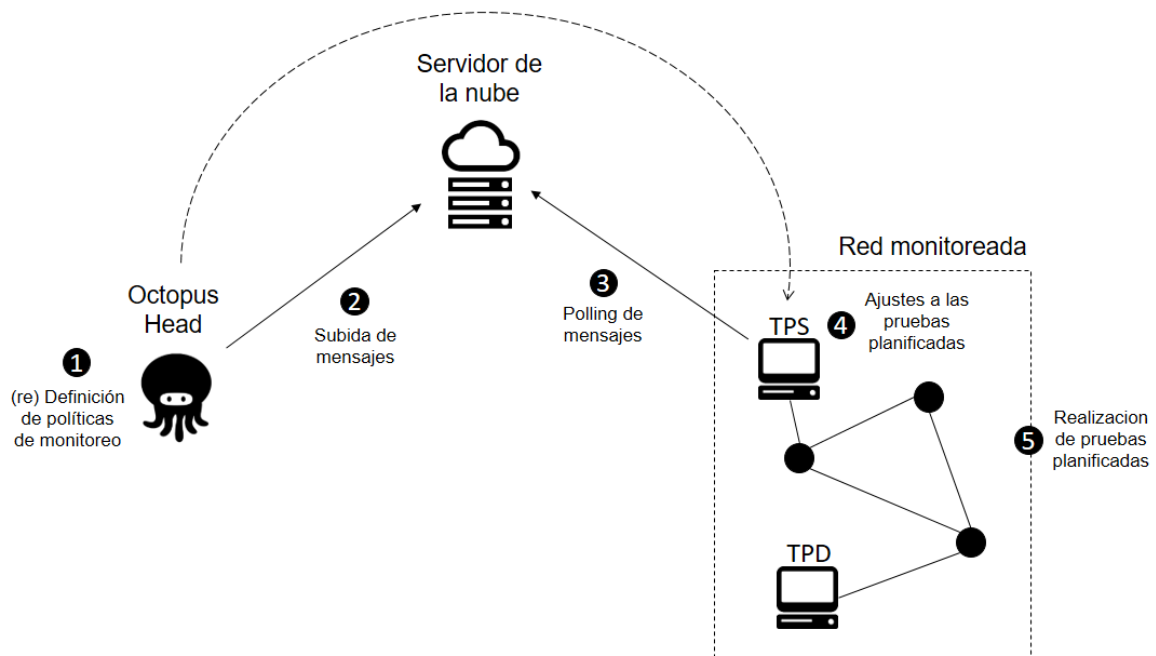 Servidor de
la nube
Red monitoreada
Octopus
Head
1
(re) Definición
de políticas
de monitoreo
2
Subida de
mensajes
3
Polling de
mensajes
TPS
4
Ajustes a las
pruebas
planificadas
5
Realizacion
de pruebas
planificadas
TPD